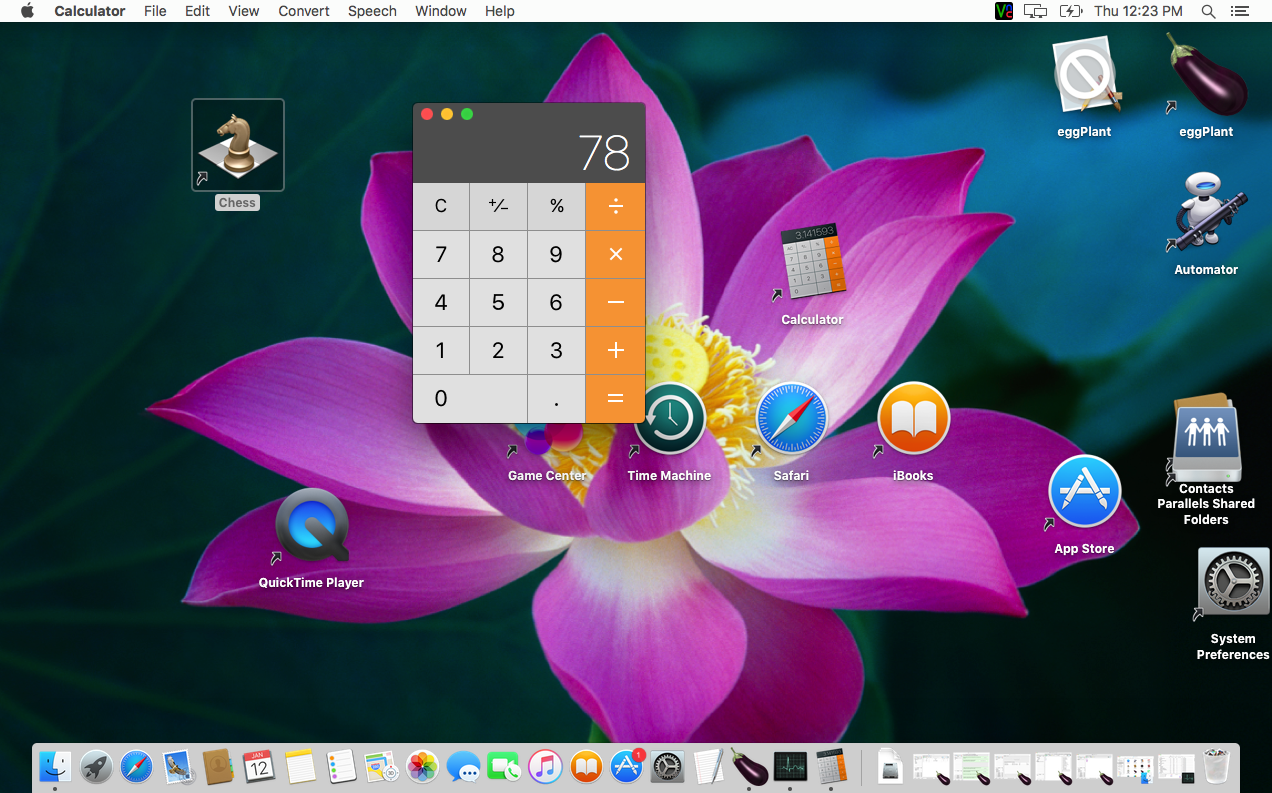 Calculator File Edit View Convert Speech Window Help Thu 12:23 PM
78
C +/− % ÷
7 8 9 ×
4 5 6 −
1 2 3 +
0 . =
Chess
eggPlant
eggPlant
Automator
3.141593
Calculator
Game Center
Time Machine
Safari
iBooks
QuickTime Player
App Store
Contacts
Parallels Shared
Folders
System
Preferences
JAN
12
1